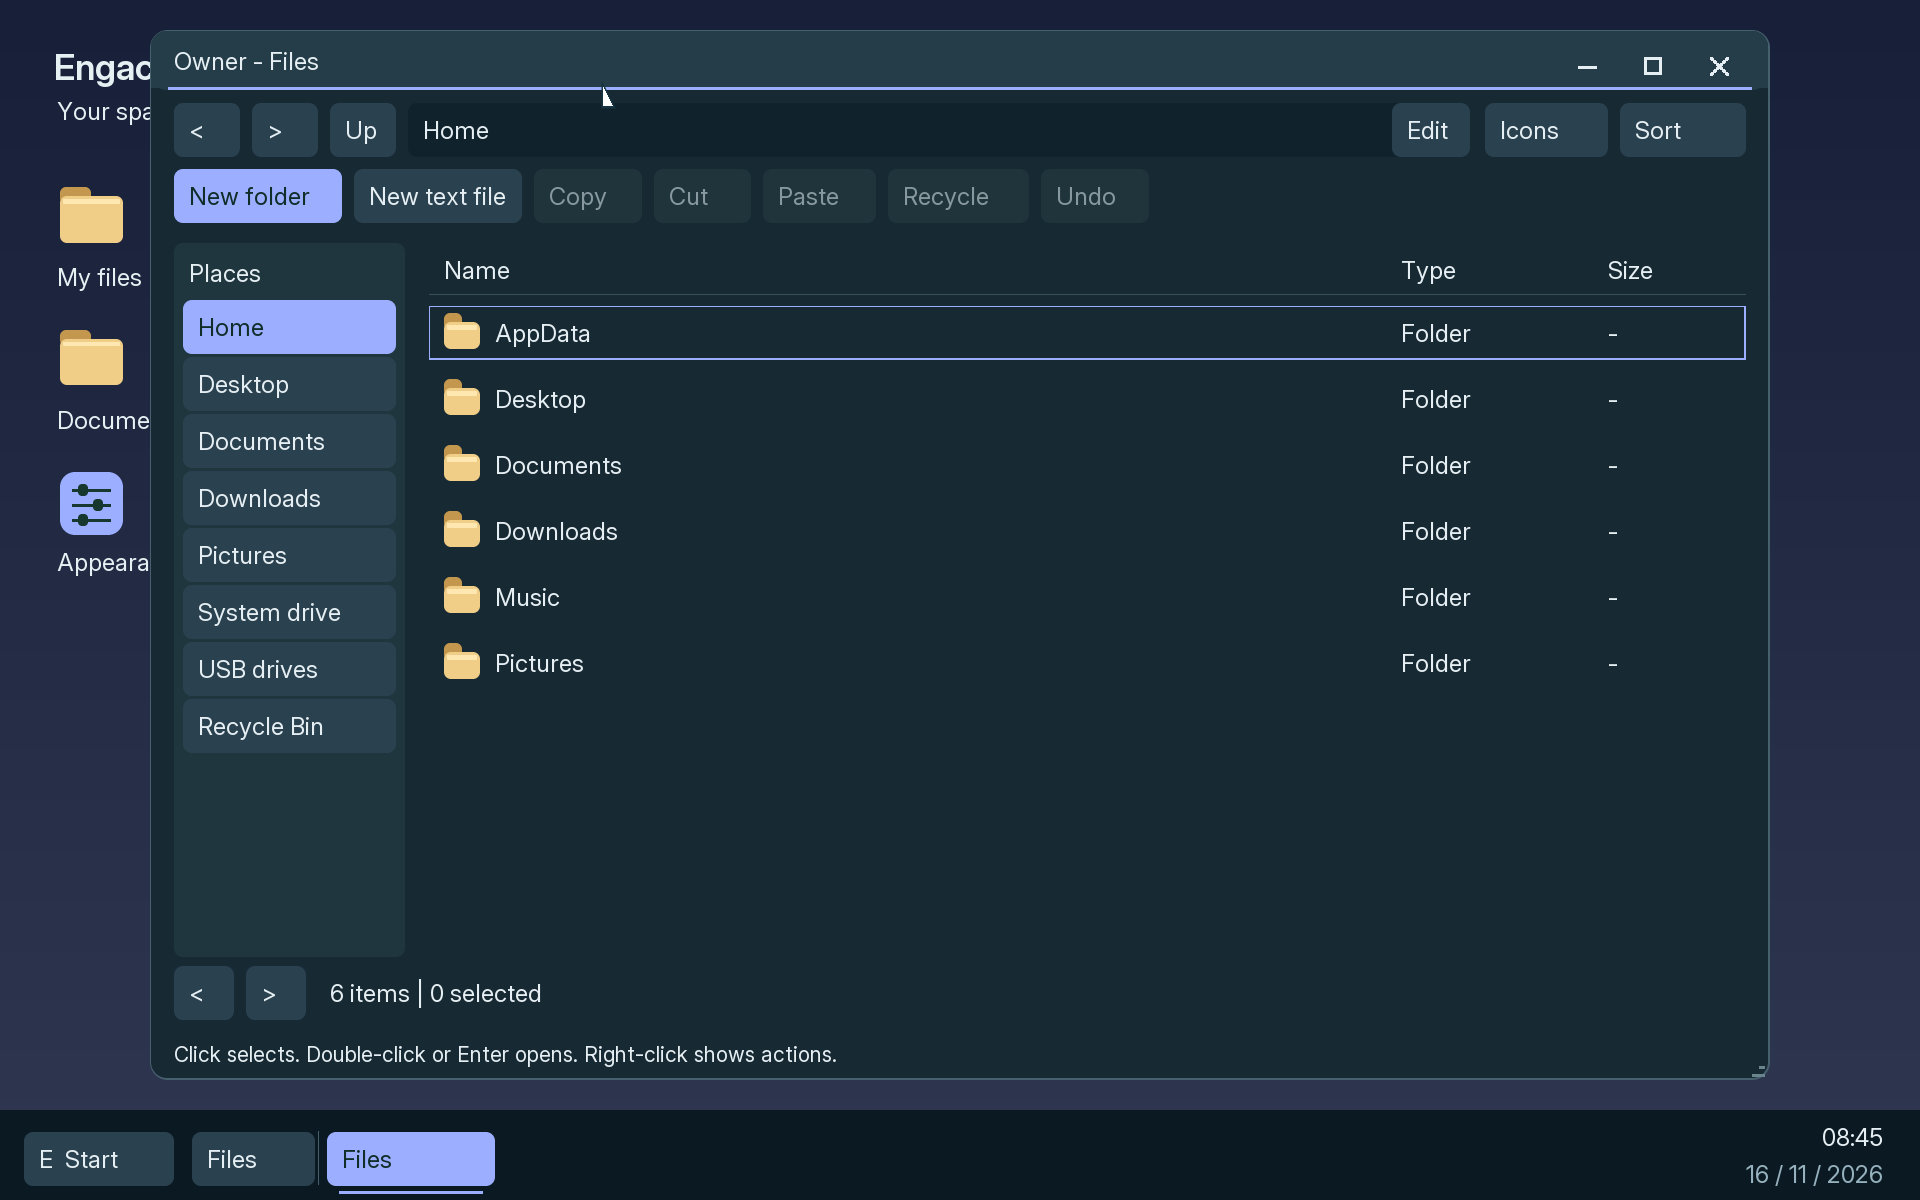 Engac
Your spa
My files
Docume
Appeara
Owner - Files
< > Up Home Edit Icons Sort
New folder New text file Copy Cut Paste Recycle Undo
Places
Home
Desktop
Documents
Downloads
Pictures
System drive
USB drives
Recycle Bin
Name Type Size
AppData Folder -
Desktop Folder -
Documents Folder -
Downloads Folder -
Music Folder -
Pictures Folder -
< > 6 items | 0 selected
Click selects. Double-click or Enter opens. Right-click shows actions.
E Start Files Files
08:45
16 / 11 / 2026